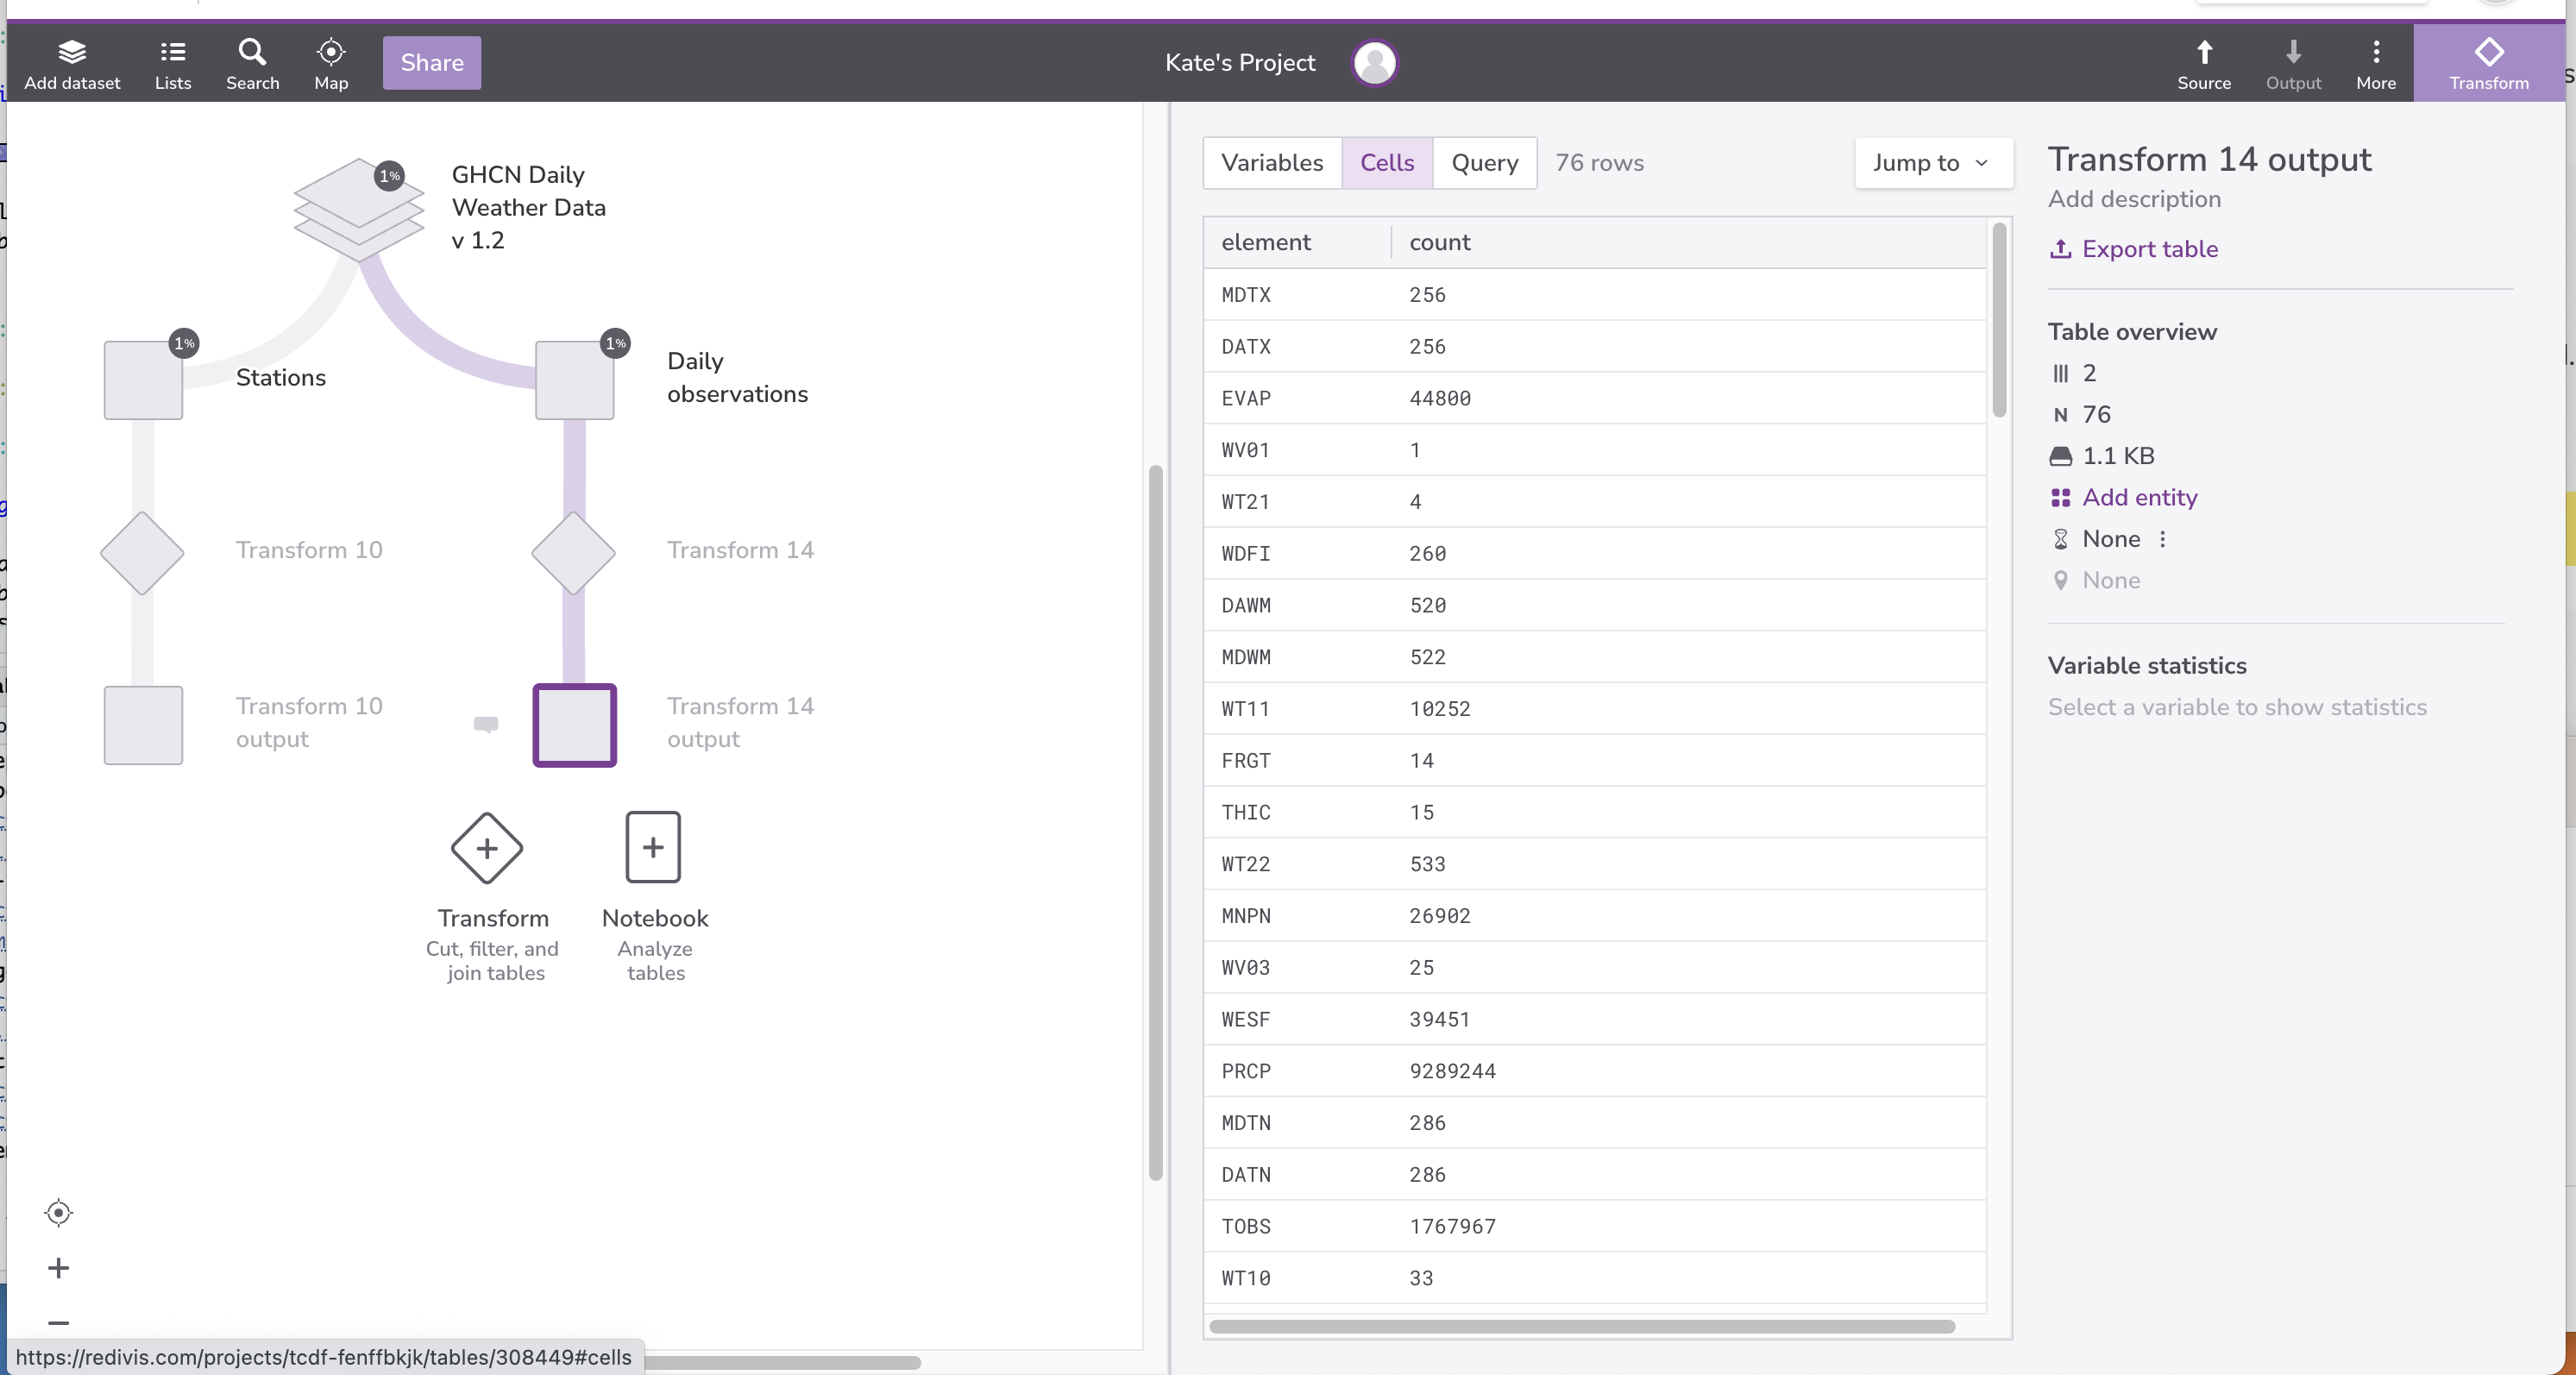 Add dataset
Lists
Search
Map
Share
Kate's Project
Source
Output
More
Transform
1%
GHCN Daily
Weather Data
v 1.2
1%
Stations
1%
Daily
observations
Transform 10
Transform 14
Transform 10
output
Transform 14
output
Transform
Cut, filter, and
join tables
Notebook
Analyze
tables
https://redivis.com/projects/tcdf-fenffbkjk/tables/308449#cells
Variables
Cells
Query
76 rows
Jump to
element count
MDTX 256
DATX 256
EVAP 44800
WV01 1
WT21 4
WDFI 260
DAWM 520
MDWM 522
WT11 10252
FRGT 14
THIC 15
WT22 533
MNPN 26902
WV03 25
WESF 39451
PRCP 9289244
MDTN 286
DATN 286
TOBS 1767967
WT10 33
Transform 14 output
Add description
Export table
Table overview
2
N 76
1.1 KB
Add entity
None
None
Variable statistics
Select a variable to show statistics